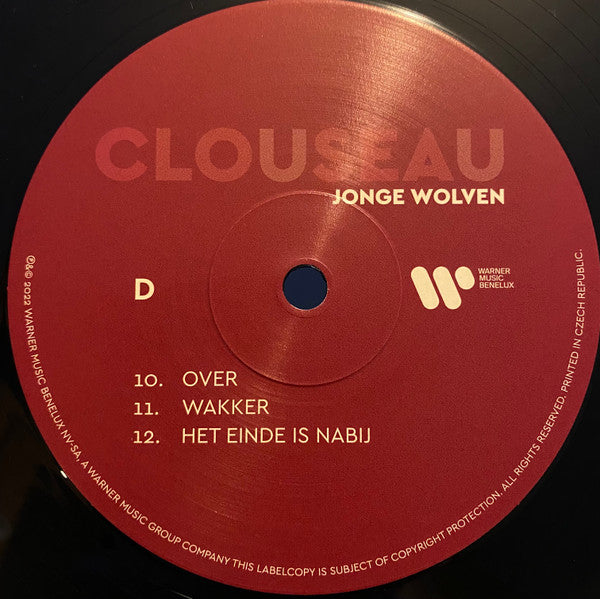 CLOUSEAU
JONGE WOLVEN
D
WARNER
MUSIC
BENELUX
10. OVER
11. WAKKER
12. HET EINDE IS NABIJ
℗&© 2022 WARNER MUSIC BENELUX NV-SA, A WARNER MUSIC GROUP COMPANY THIS LABELCOPY IS SUBJECT OF COPYRIGHT PROTECTION. ALL RIGHTS RESERVED. PRINTED IN CZECH REPUBLIC.